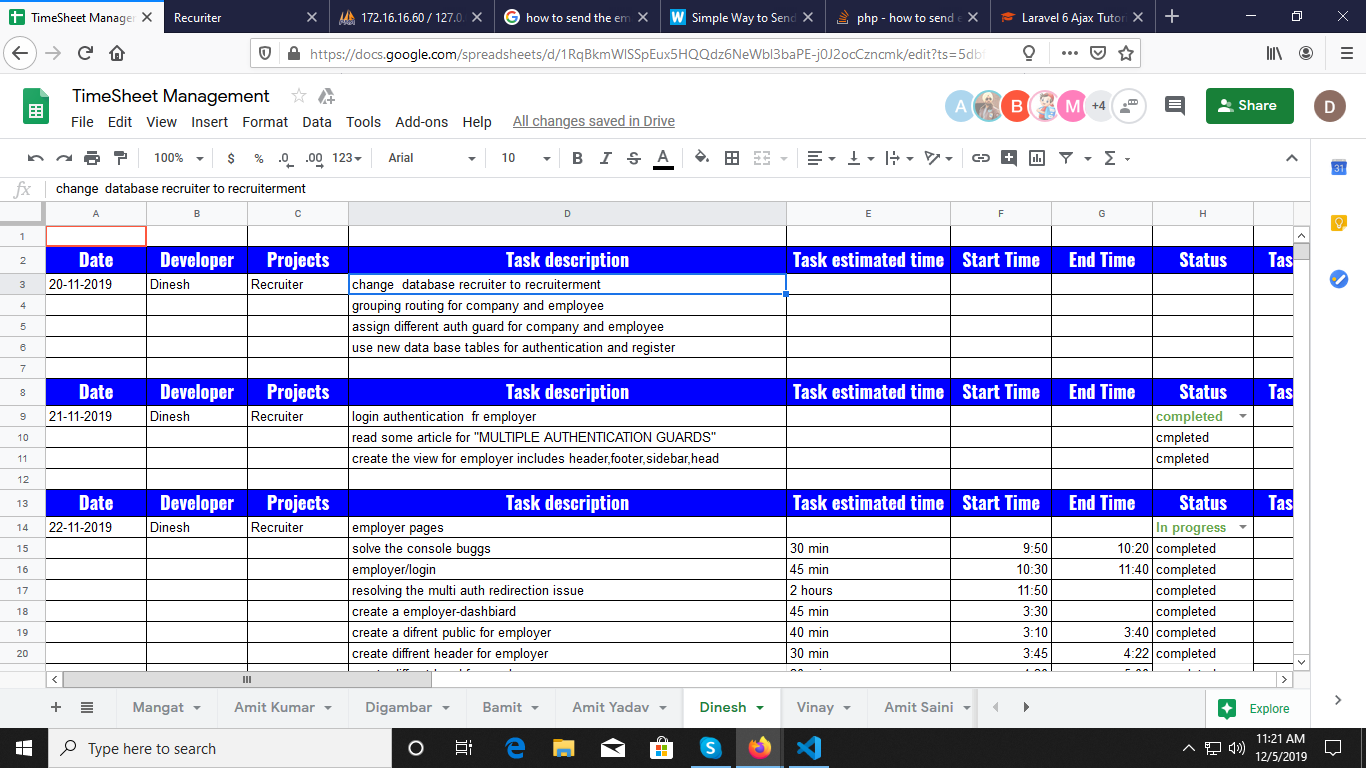 TimeSheet Manager
Recuriter
172.16.16.60 / 127.0.
how to send the em
Simple Way to Send
php - how to send e
Laravel 6 Ajax Tutor
https://docs.google.com/spreadsheets/d/1RqBkmWlSSpEux5HQQdz6NeWbl3baPE-j0J2ocCzncmk/edit?ts=5db
TimeSheet Management
A B M +4 Share D
File Edit View Insert Format Data Tools Add-ons Help All changes saved in Drive
100% $ % .0 .00 123 Arial 10 B I S A
fx change  database recruiter to recruiterment
A B C D E F G H
1
2 Date Developer Projects Task description Task estimated time Start Time End Time Status Tas
3 20-11-2019 Dinesh Recruiter change  database recruiter to recruiterment
4 grouping routing for company and employee
5 assign different auth guard for company and employee
6 use new data base tables for authentication and register
7
8 Date Developer Projects Task description Task estimated time Start Time End Time Status Tas
9 21-11-2019 Dinesh Recruiter login authentication  fr employer completed
10 read some article for "MULTIPLE AUTHENTICATION GUARDS" cmpleted
11 create the view for employer includes header,footer,sidebar,head cmpleted
12
13 Date Developer Projects Task description Task estimated time Start Time End Time Status Tas
14 22-11-2019 Dinesh Recruiter employer pages In progress
15 solve the console buggs 30 min 9:50 10:20 completed
16 employer/login 45 min 10:30 11:40 completed
17 resolving the multi auth redirection issue 2 hours 11:50 completed
18 create a employer-dashbiard 45 min 3:30 completed
19 create a difrent public for employer 40 min 3:10 3:40 completed
20 create diffrent header for employer 30 min 3:45 4:22 completed
Mangat Amit Kumar Digambar Bamit Amit Yadav Dinesh Vinay Amit Saini Explore
31
Type here to search
11:21 AM
12/5/2019